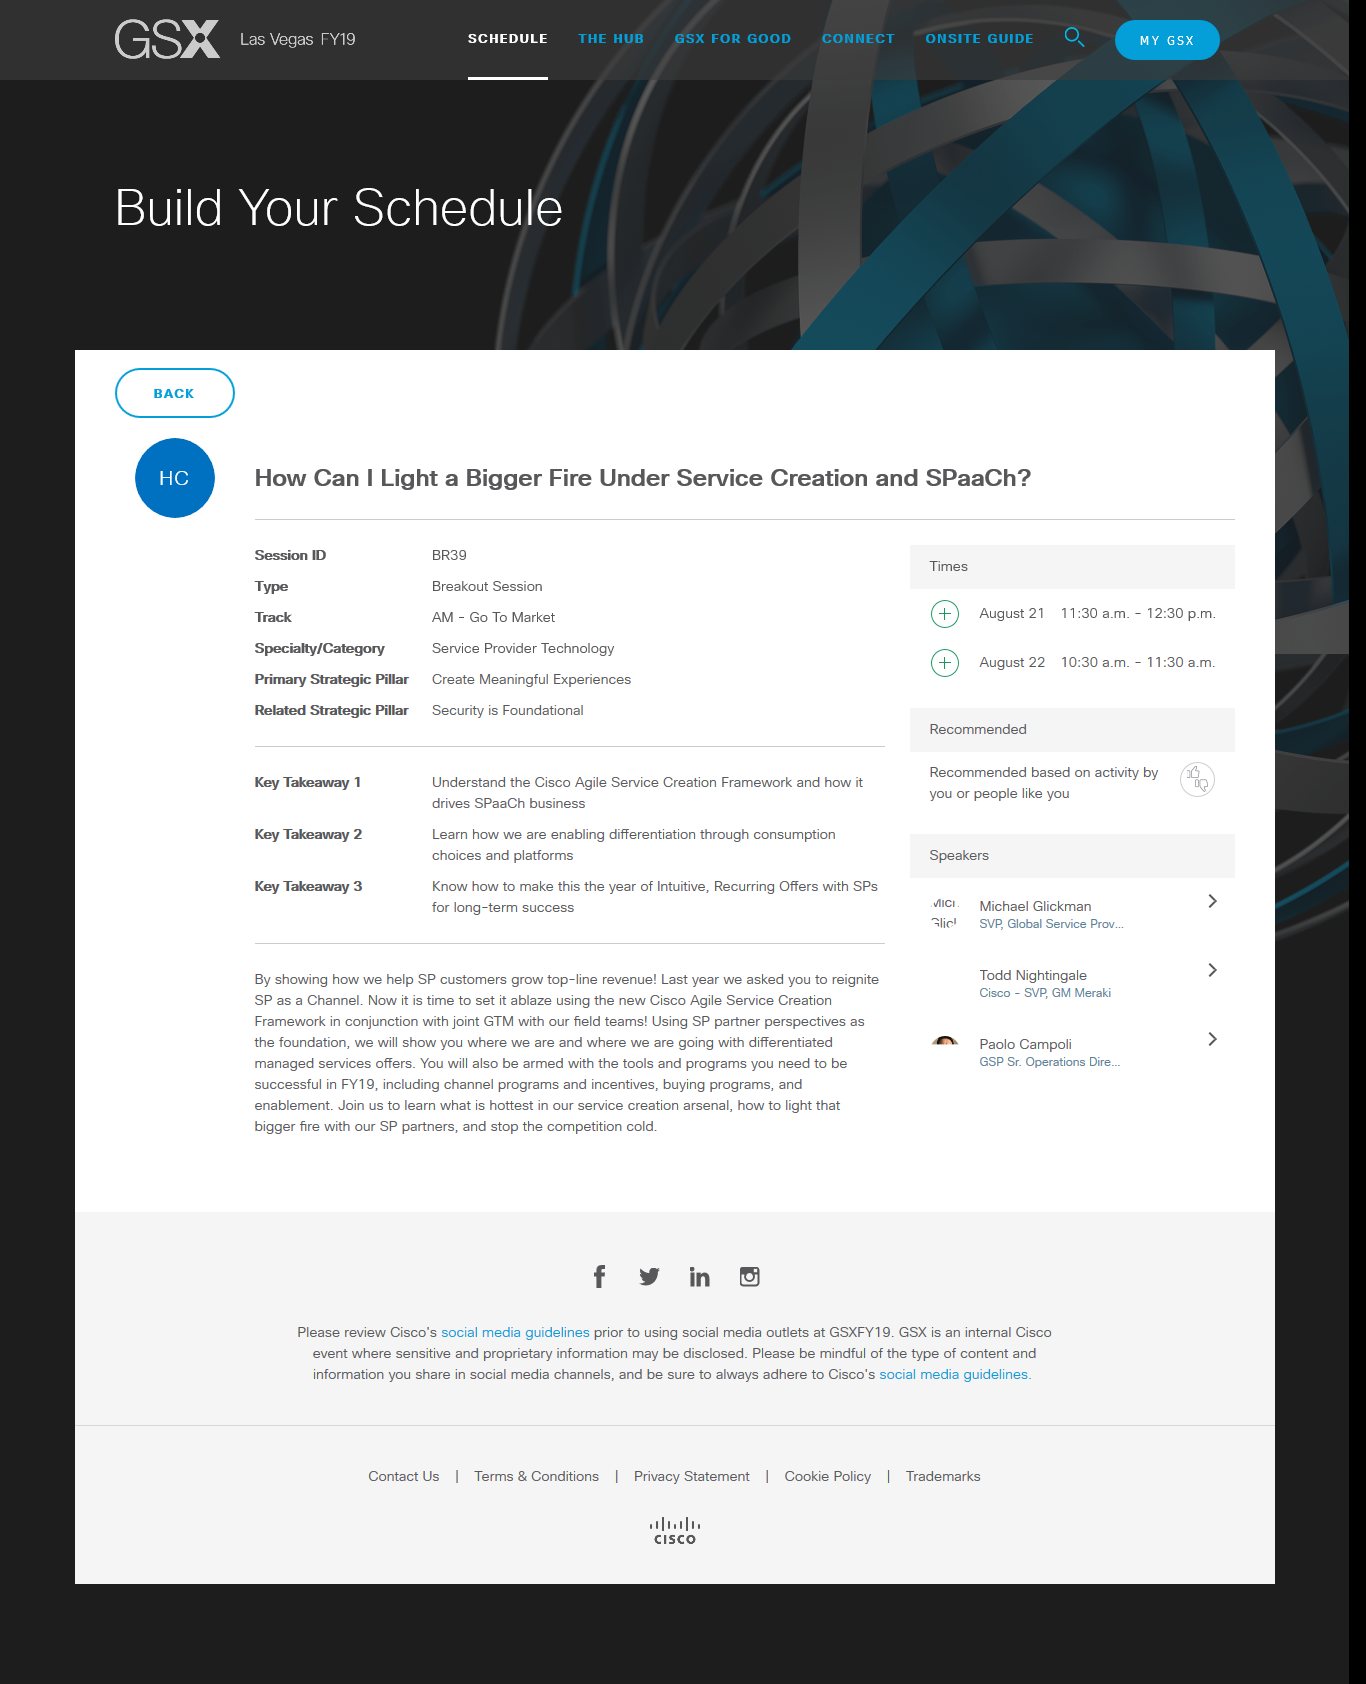 GSX Las Vegas FY19 SCHEDULE THE HUB GSX FOR GOOD CONNECT ONSITE GUIDE MY GSX
Build Your Schedule
BACK
HC
How Can I Light a Bigger Fire Under Service Creation and SPaaCh?
Session ID BR39
Type Breakout Session
Track AM - Go To Market
Specialty/Category Service Provider Technology
Primary Strategic Pillar Create Meaningful Experiences
Related Strategic Pillar Security is Foundational
Key Takeaway 1 Understand the Cisco Agile Service Creation Framework and how it
drives SPaaCh business
Key Takeaway 2 Learn how we are enabling differentiation through consumption
choices and platforms
Key Takeaway 3 Know how to make this the year of Intuitive, Recurring Offers with SPs
for long-term success
By showing how we help SP customers grow top-line revenue! Last year we asked you to reignite
SP as a Channel. Now it is time to set it ablaze using the new Cisco Agile Service Creation
Framework in conjunction with joint GTM with our field teams! Using SP partner perspectives as
the foundation, we will show you where we are and where we are going with differentiated
managed services offers. You will also be armed with the tools and programs you need to be
successful in FY19, including channel programs and incentives, buying programs, and
enablement. Join us to learn what is hottest in our service creation arsenal, how to light that
bigger fire with our SP partners, and stop the competition cold.
Times
August 21 11:30 a.m. - 12:30 p.m.
August 22 10:30 a.m. - 11:30 a.m.
Recommended
Recommended based on activity by
you or people like you
Speakers
Michael Glickman
SVP, Global Service Prov...
Todd Nightingale
Cisco - SVP, GM Meraki
Paolo Campoli
GSP Sr. Operations Dire...
Please review Cisco's social media guidelines prior to using social media outlets at GSXFY19. GSX is an internal Cisco
event where sensitive and proprietary information may be disclosed. Please be mindful of the type of content and
information you share in social media channels, and be sure to always adhere to Cisco's social media guidelines.
Contact Us | Terms & Conditions | Privacy Statement | Cookie Policy | Trademarks
CISCO